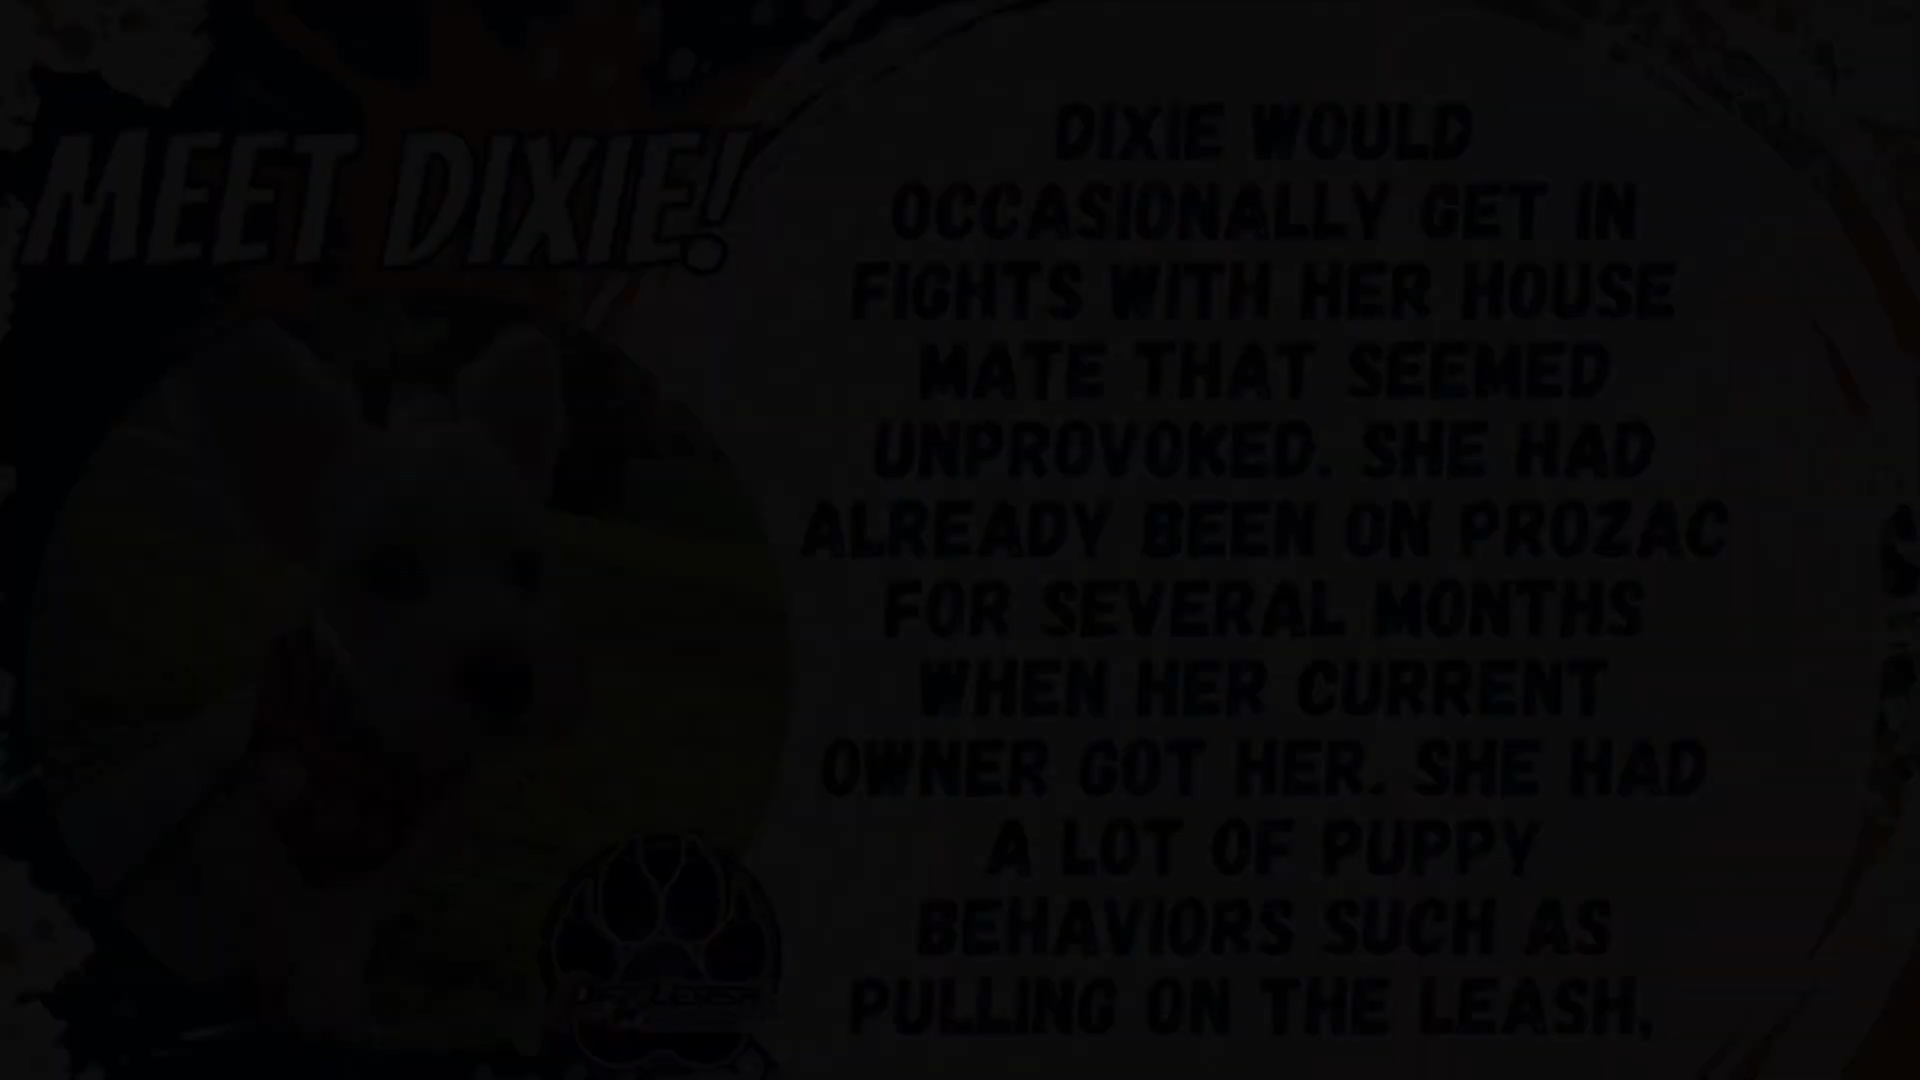 MEET DIXIE!
DIXIE WOULD
OCCASIONALLY GET IN
FIGHTS WITH HER HOUSE
MATE THAT SEEMED
UNPROVOKED. SHE HAD
ALREADY BEEN ON PROZAC
FOR SEVERAL MONTHS
WHEN HER CURRENT
OWNER GOT HER. SHE HAD
A LOT OF PUPPY
BEHAVIORS SUCH AS
PULLING ON THE LEASH,